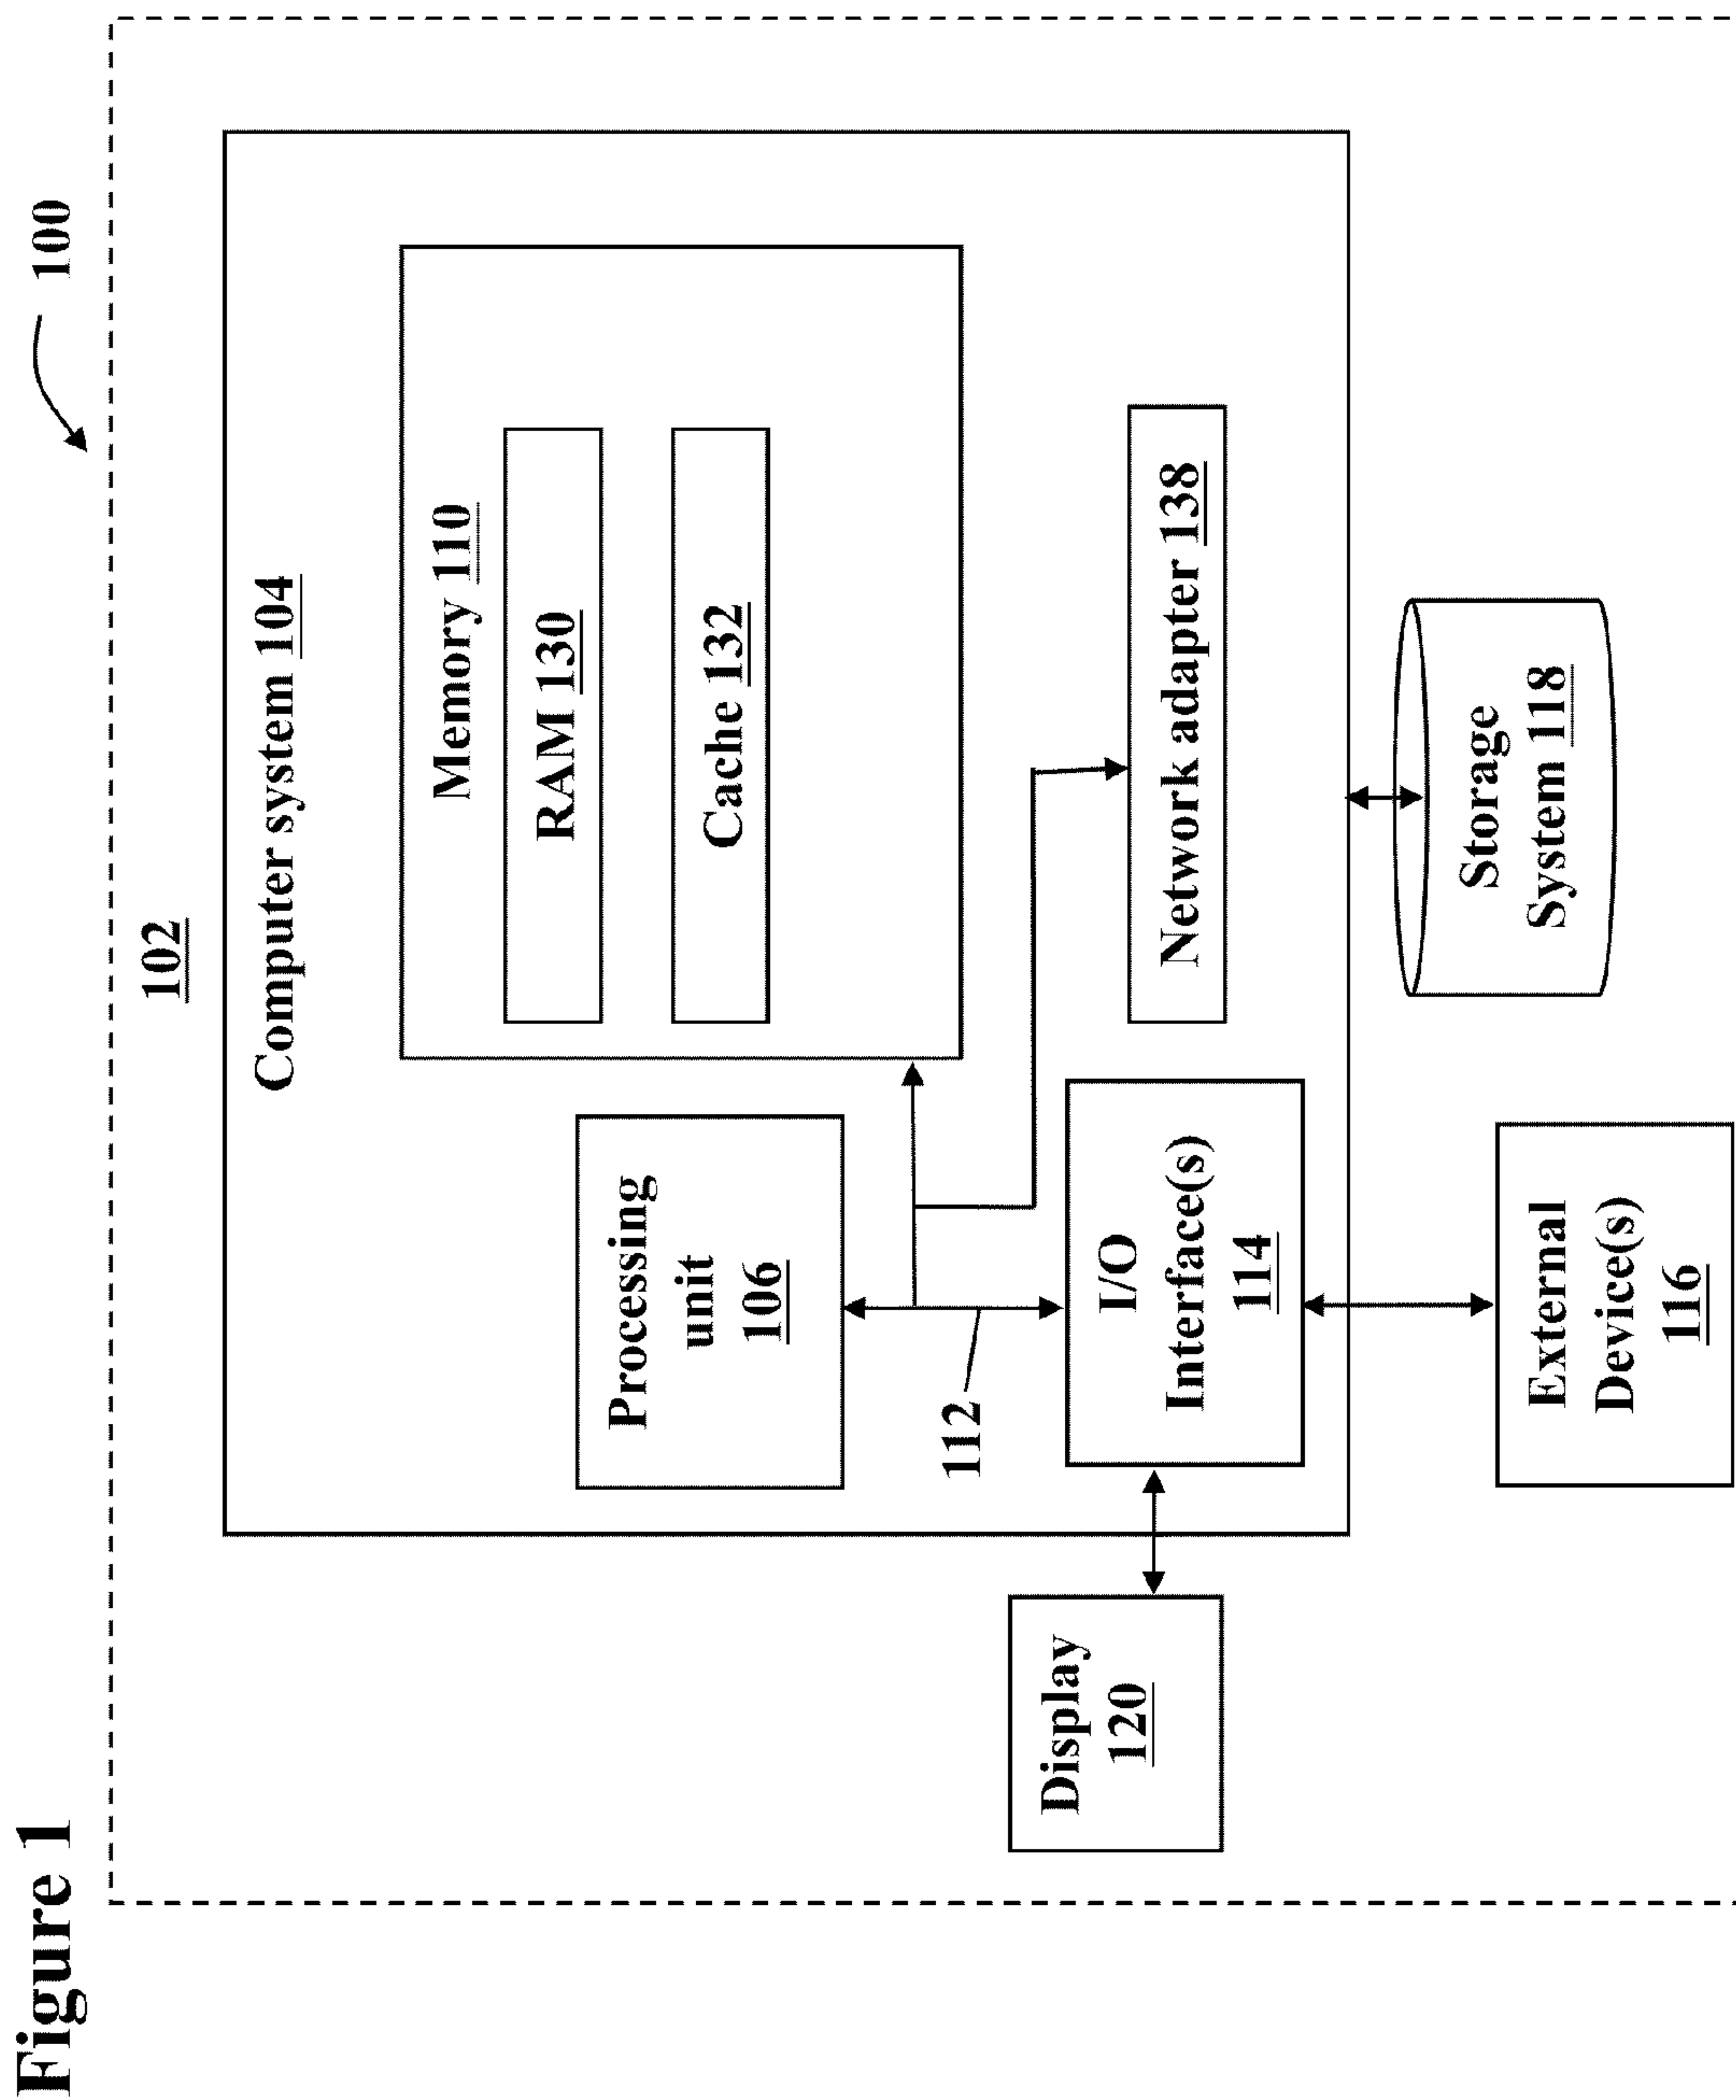 Figure 1
100
102
Computer system 104
Memory 110
RAM 130
Cache 132
Processing
unit
106
112
I/O
Interface(s)
114
Network adapter 138
Display
120
External
Device(s)
116
Storage
System 118